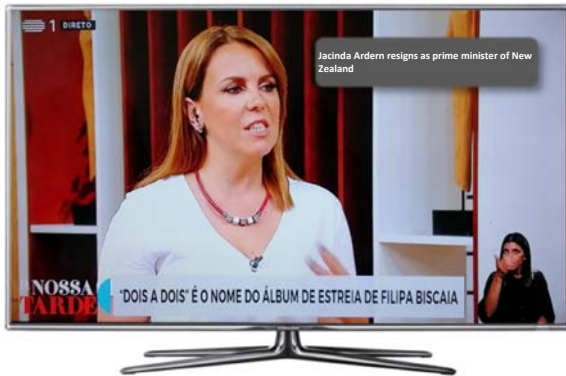 1 DIRETO
Jacinda Ardern resigns as prime minister of New
Zealand
NOSSA
TARDE
"DOIS A DOIS" É O NOME DO ÁLBUM DE ESTREIA DE FILIPA BISCAIA